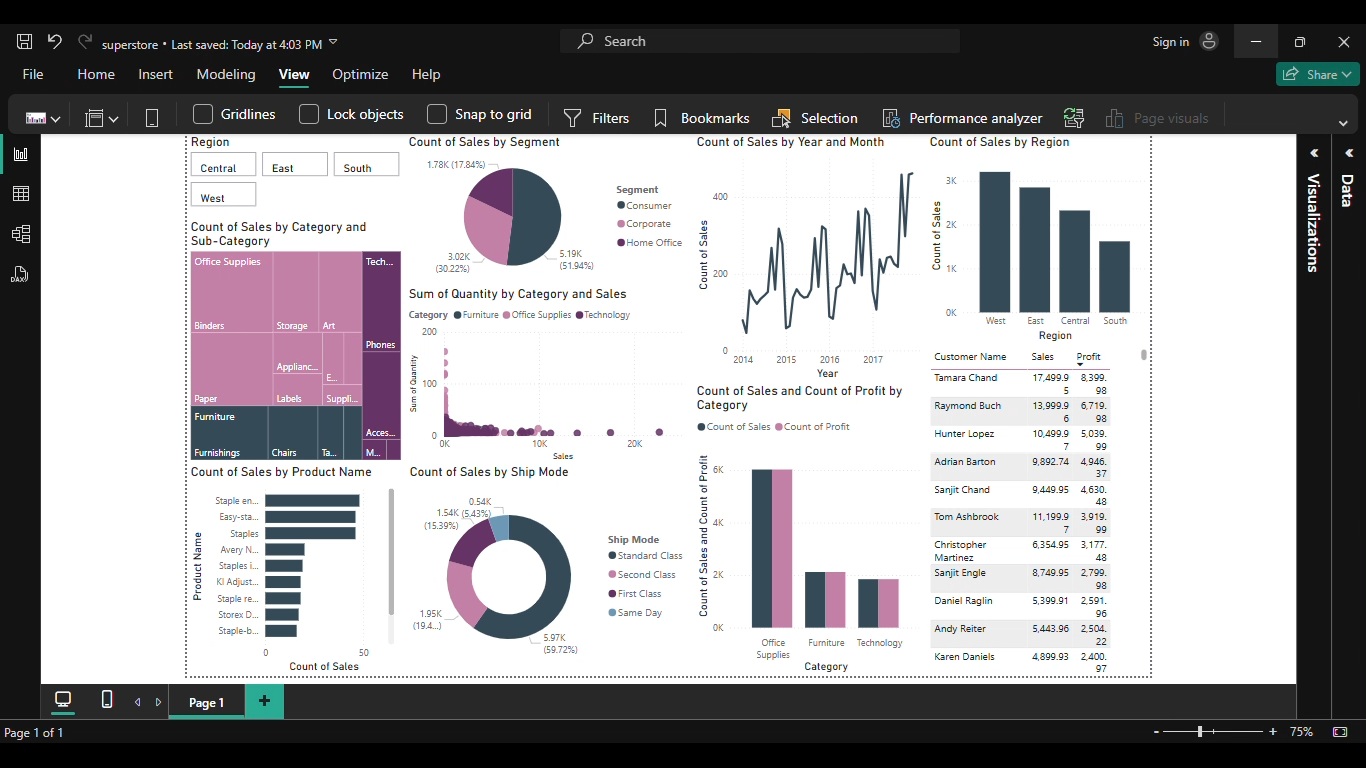 superstore • Last saved: Today at 4:03 PM
Search
Sign in
File Home Insert Modeling View Optimize Help
Share
Gridlines Lock objects Snap to grid Filters Bookmarks Selection Performance analyzer Page visuals
Region
Central East South
West
Count of Sales by Category and
Sub-Category
Office Supplies Tech...
Binders Storage Art
Phones
Applianc...
E...
Paper Labels Suppli...
Furniture
Acces...
Furnishings Chairs Ta... M...
Count of Sales by Product Name
Product Name
Staple en...
Easy-sta...
Staples
Avery N...
Staples i...
KI Adjust...
Staple re...
Storex D...
Staple-b...
0 50
Count of Sales
Count of Sales by Segment
1.78K (17.84%)
3.02K
(30.22%)
5.19K
(51.94%)
Segment
Consumer
Corporate
Home Office
Sum of Quantity by Category and Sales
Category Furniture Office Supplies Technology
Sum of Quantity
200
100
0
0K 10K 20K
Sales
Count of Sales by Ship Mode
0.54K
(5.43%)
1.54K
(15.39%)
1.95K
(19.4...)
5.97K
(59.72%)
Ship Mode
Standard Class
Second Class
First Class
Same Day
Count of Sales by Year and Month
Count of Sales
400
200
0
2014 2015 2016 2017
Year
Count of Sales and Count of Profit by
Category
Count of Sales Count of Profit
Count of Sales and Count of Profit
6K
4K
2K
0K
Office
Supplies
Furniture Technology
Category
Count of Sales by Region
Count of Sales
3K
2K
1K
0K
West East Central South
Region
Customer Name Sales Profit
Tamara Chand 17,499.9 8,399.
5 98
Raymond Buch 13,999.9 6,719.
6 98
Hunter Lopez 10,499.9 5,039.
7 99
Adrian Barton 9,892.74 4,946.
37
Sanjit Chand 9,449.95 4,630.
48
Tom Ashbrook 11,199.9 3,919.
7 99
Christopher 6,354.95 3,177.
Martinez 48
Sanjit Engle 8,749.95 2,799.
98
Daniel Raglin 5,399.91 2,591.
96
Andy Reiter 5,443.96 2,504.
22
Karen Daniels 4,899.93 2,400.
97
Visualizations
Data
DAX
Page 1 +
Page 1 of 1
- + 75%